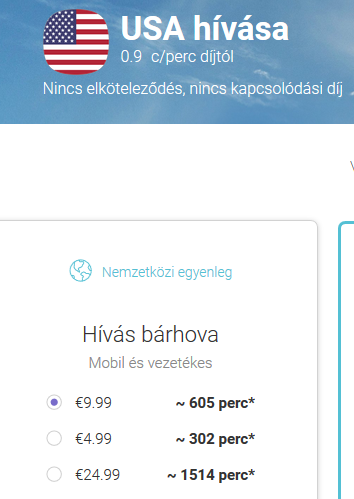 USA hívása
0.9 c/perc díjtól
Nincs elköteleződés, nincs kapcsolódási díj
Nemzetközi egyenleg
Hívás bárhova
Mobil és vezetékes
€9.99 ~ 605 perc*
€4.99 ~ 302 perc*
€24.99 ~ 1514 perc*